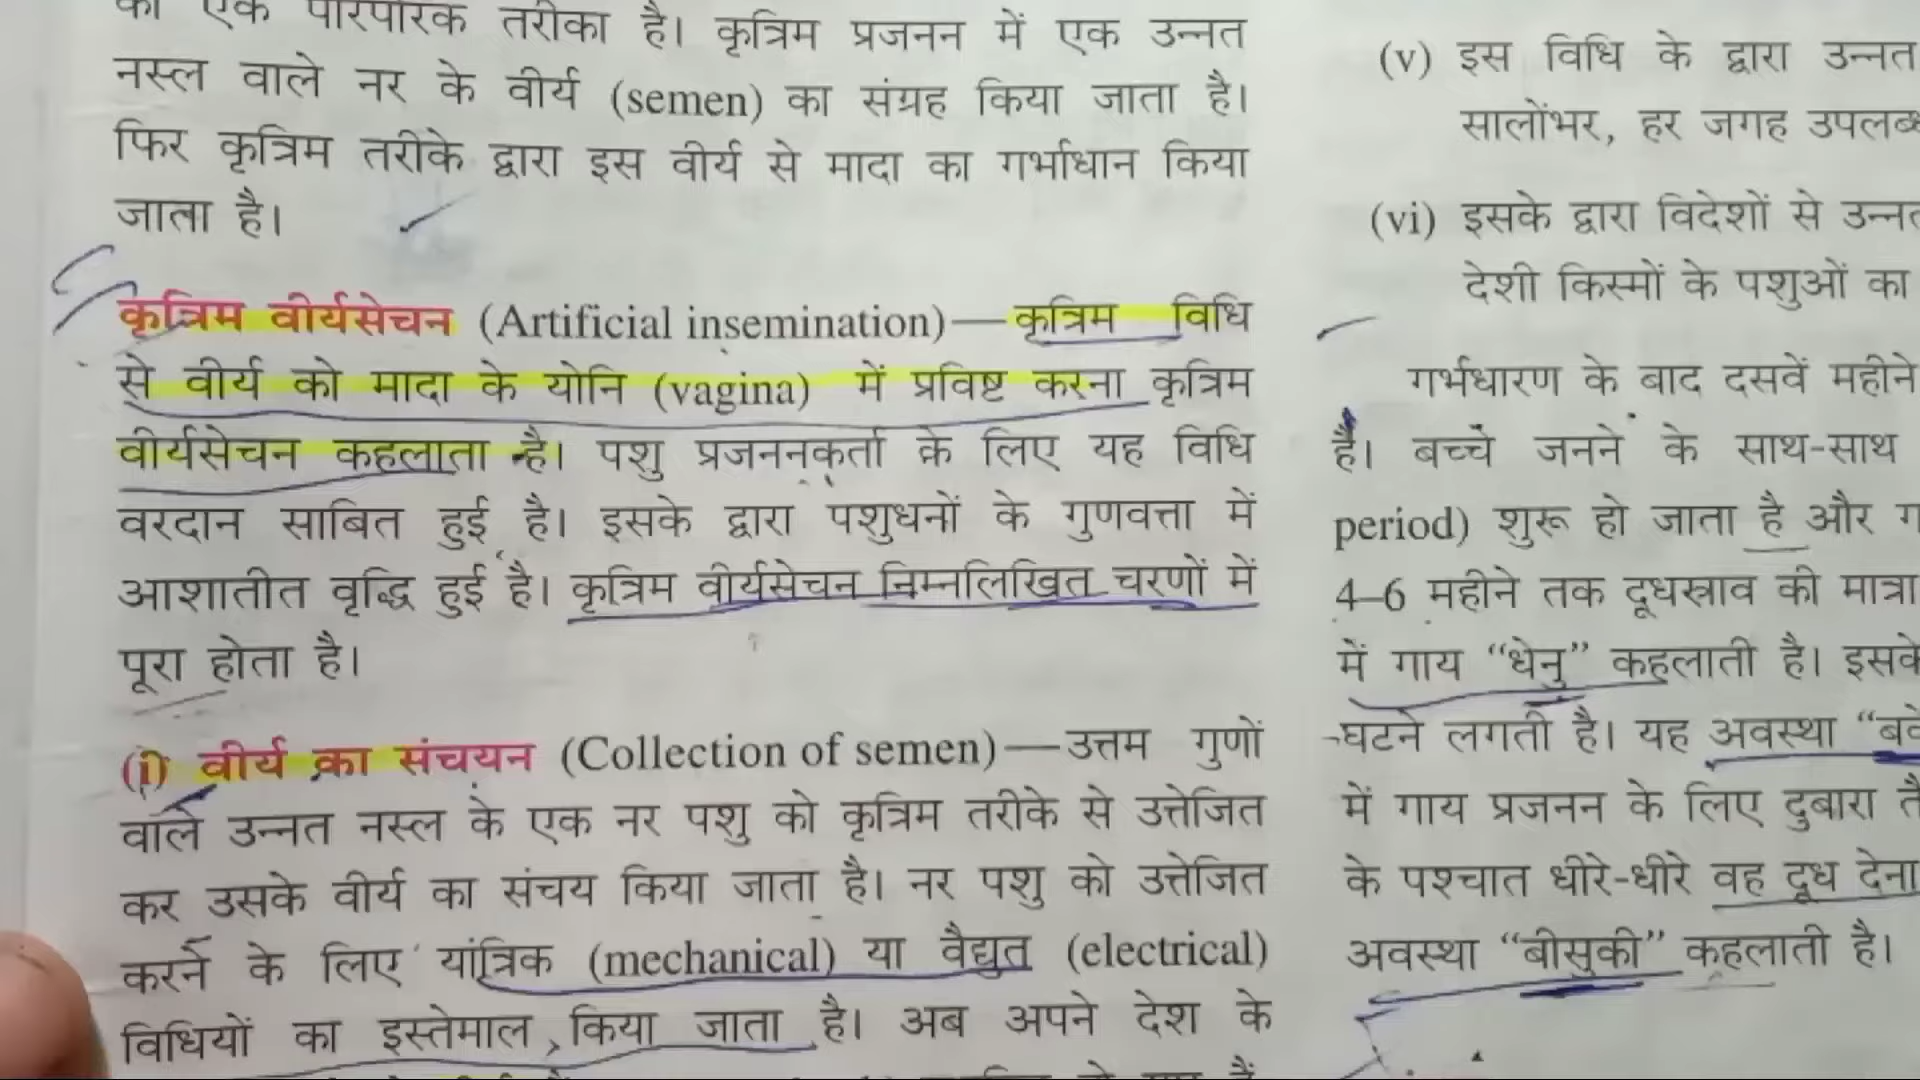 का एक पारंपरिक तरीका है। कृत्रिम प्रजनन में एक उन्नत
नस्ल वाले नर के वीर्य (semen) का संग्रह किया जाता है।
फिर कृत्रिम तरीके द्वारा इस वीर्य से मादा का गर्भाधान किया
जाता है।
कृत्रिम वीर्यसेचन (Artificial insemination)—कृत्रिम विधि
से वीर्य को मादा के योनि (vagina) में प्रविष्ट करना कृत्रिम
वीर्यसेचन कहलाता है। पशु प्रजननकर्ता के लिए यह विधि
वरदान साबित हुई है। इसके द्वारा पशुधनों के गुणवत्ता में
आशातीत वृद्धि हुई है। कृत्रिम वीर्यसेचन निम्नलिखित चरणों में
पूरा होता है।
(i) वीर्य का संचयन (Collection of semen)—उत्तम गुणों
वाले उन्नत नस्ल के एक नर पशु को कृत्रिम तरीके से उत्तेजित
कर उसके वीर्य का संचय किया जाता है। नर पशु को उत्तेजित
करने के लिए यांत्रिक (mechanical) या वैद्युत (electrical)
विधियों का इस्तेमाल किया जाता है। अब अपने देश के
(v) इस विधि के द्वारा उन्नत
सालोंभर, हर जगह
(vi) इसके द्वारा विदेशों से
देशी किस्मों के पशुओं का
गर्भधारण के बाद दसवें महीने
है। बच्चे जनने के साथ-साथ
period) शुरू हो जाता है और
4–6 महीने तक दूधस्राव की मात्रा
में गाय “धेनु” कहलाती है। इसके
घटने लगती है। यह अवस्था
में गाय प्रजनन के लिए दुबारा
के पश्चात धीरे-धीरे वह दूध देना
अवस्था “बीसुकी” कहलाती है।